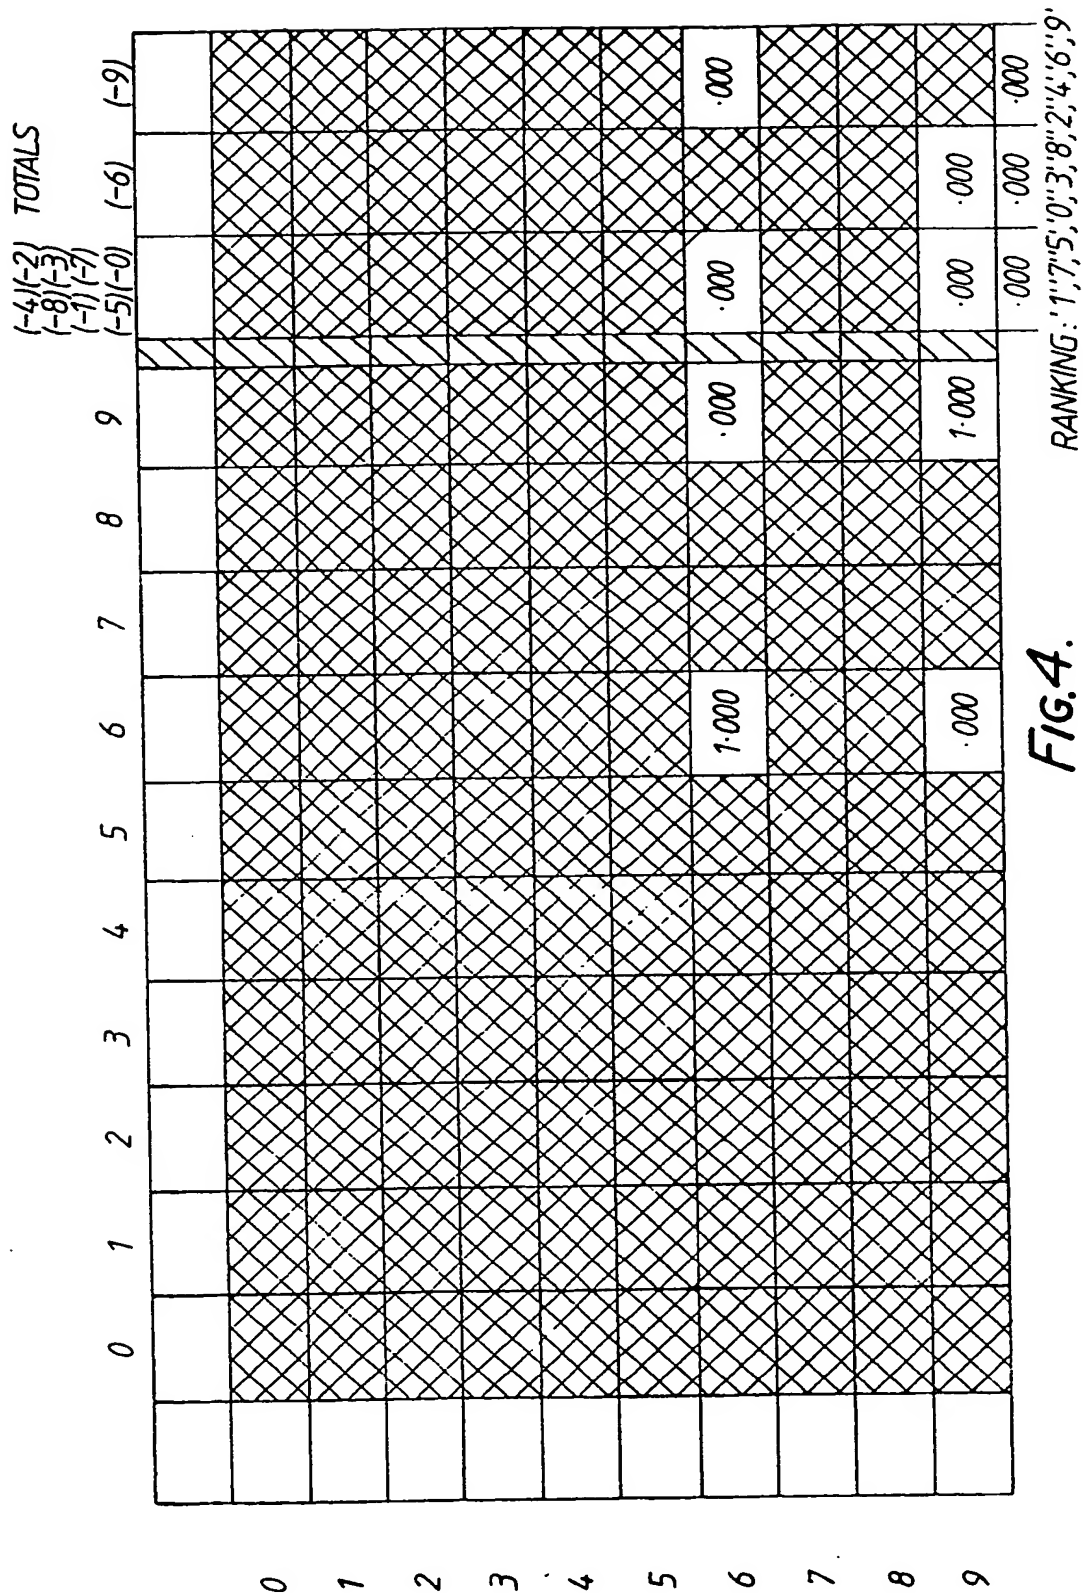 (-4)(-2) TOTALS
(-8)(-3)
(-1) (-7)
0 1 2 3 4 5 6 7 8 9 (-5)(-0) (-6) (-9)
0
1
2
3
4
5
6 1·000 ·000 ·000 ·000
7
8
9 ·000 1·000 ·000 ·000
·000 ·000 ·000
RANKING: '1','7','5','0','3','8','2','4','6','9'
FIG.4.